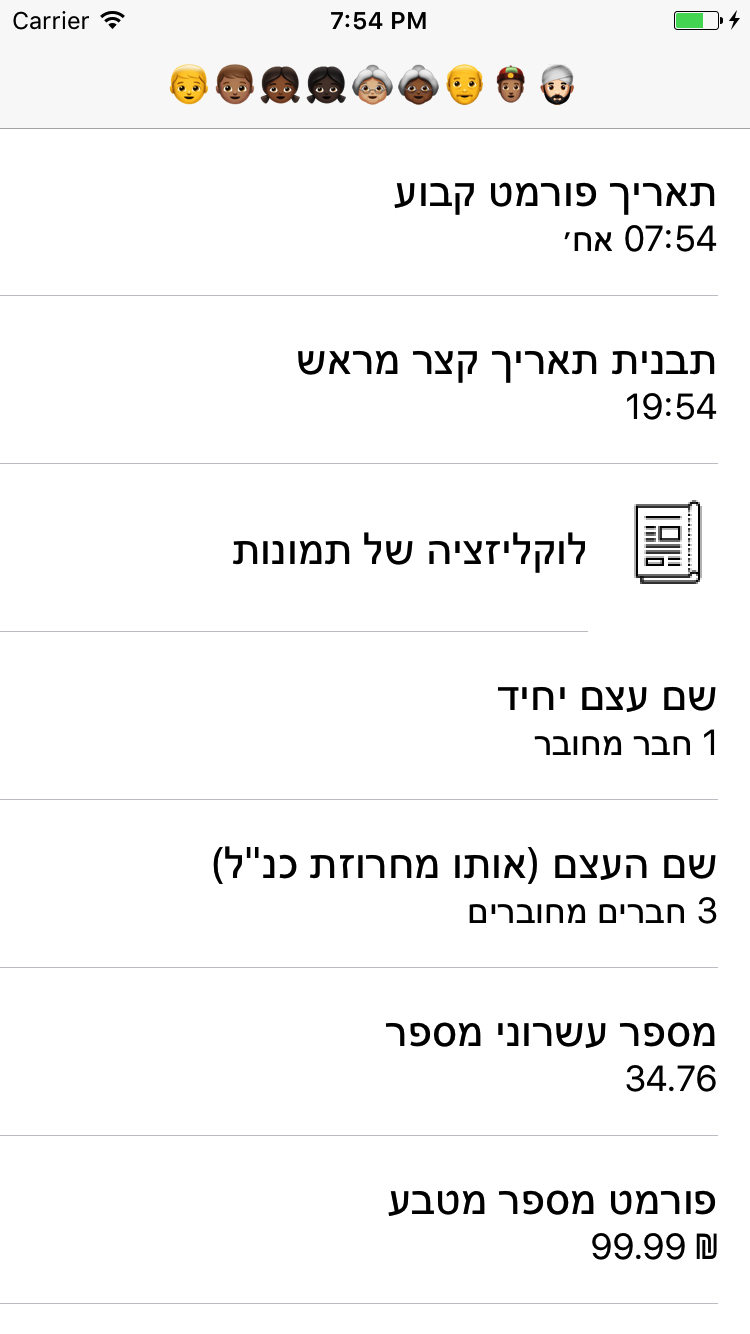 Carrier 7:54 PM
👱👦🏽👧🏾👧🏿👵🏼👵🏾👴👲🏽👳🏻
תאריך פורמט קבוע
07:54 אח׳
תבנית תאריך קצר מראש
19:54
לוקליזציה של תמונות
שם עצם יחיד
1 חבר מחובר
שם העצם (אותו מחרוזת כנ"ל)
3 חברים מחוברים
מספר עשרוני מספר
34.76
פורמט מספר מטבע
‏99.99 ₪